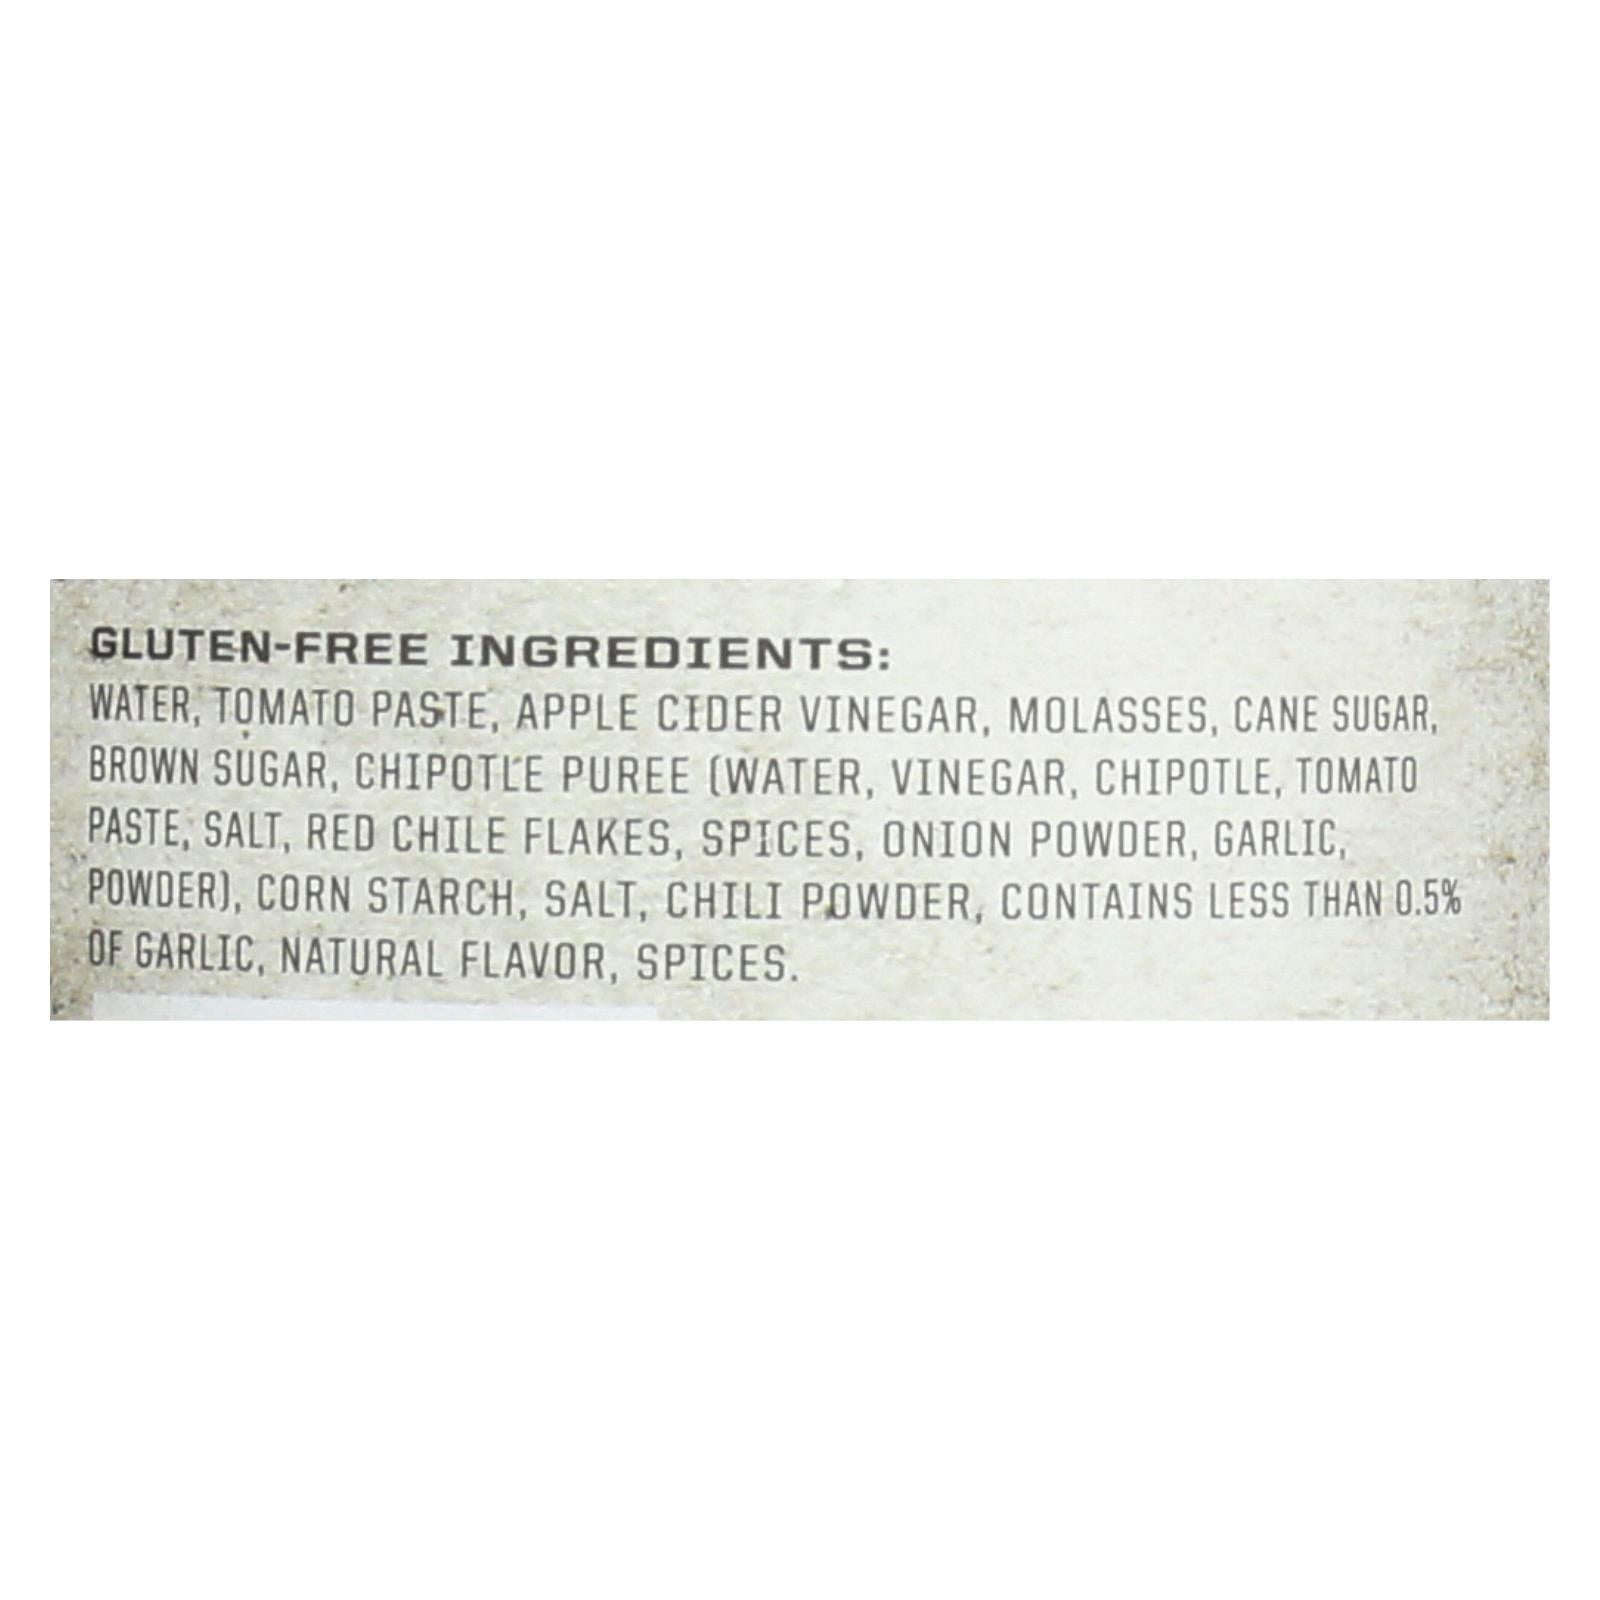 GLUTEN-FREE INGREDIENTS:
WATER, TOMATO PASTE, APPLE CIDER VINEGAR, MOLASSES, CANE SUGAR,
BROWN SUGAR, CHIPOTLE PUREE (WATER, VINEGAR, CHIPOTLE, TOMATO
PASTE, SALT, RED CHILE FLAKES, SPICES, ONION POWDER, GARLIC,
POWDER), CORN STARCH, SALT, CHILI POWDER, CONTAINS LESS THAN 0.5%
OF GARLIC, NATURAL FLAVOR, SPICES.